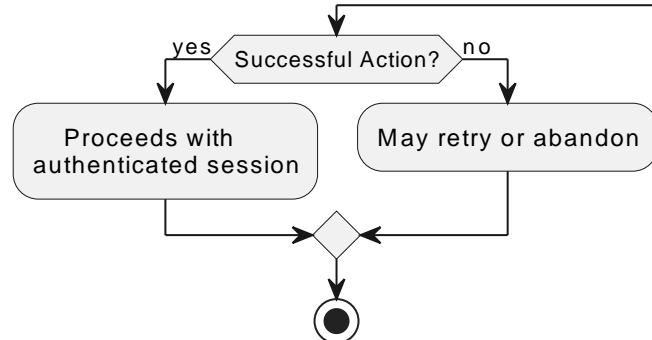 yes
Successful Action?
no
Proceeds with
authenticated session
May retry or abandon